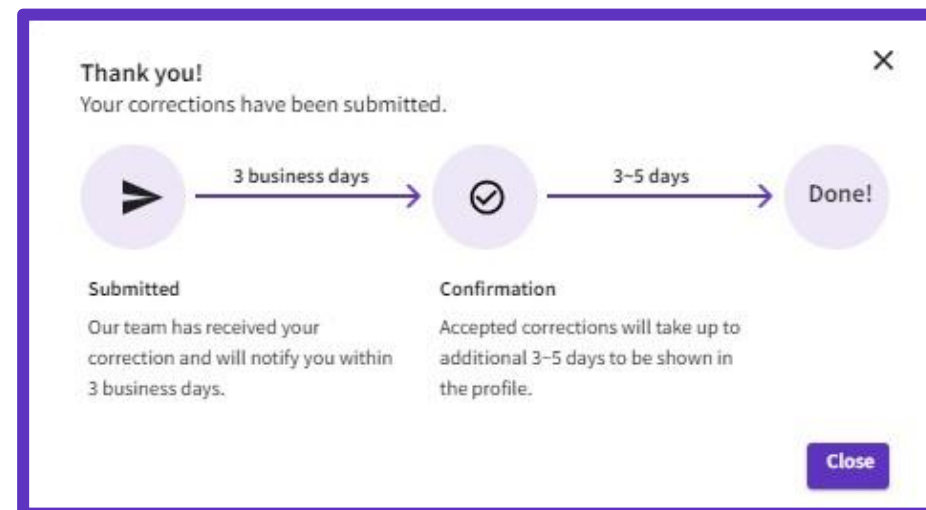 Thank you!
Your corrections have been submitted.
3 business days
3–5 days
Done!
Submitted
Our team has received your
correction and will notify you within
3 business days.
Confirmation
Accepted corrections will take up to
additional 3–5 days to be shown in
the profile.
Close